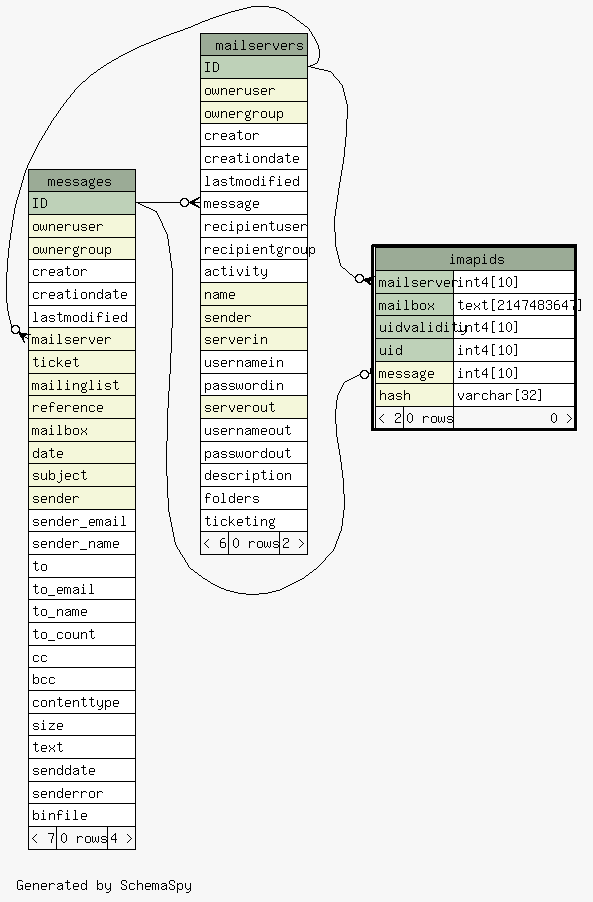 mailservers
ID
owneruser
ownergroup
creator
creationdate
lastmodified
message
recipientuser
recipientgroup
activity
name
sender
serverin
usernamein
passwordin
serverout
usernameout
passwordout
description
folders
ticketing
< 6 0 rows 2 >
messages
ID
owneruser
ownergroup
creator
creationdate
lastmodified
mailserver
ticket
mailinglist
reference
mailbox
date
subject
sender
sender_email
sender_name
to
to_email
to_name
to_count
cc
bcc
contenttype
size
text
senddate
senderror
binfile
< 7 0 rows 4 >
imapids
mailserver int4[10]
mailbox text[2147483647]
uidvalidity int4[10]
uid int4[10]
message int4[10]
hash varchar[32]
< 2 0 rows 0 >
Generated by SchemaSpy